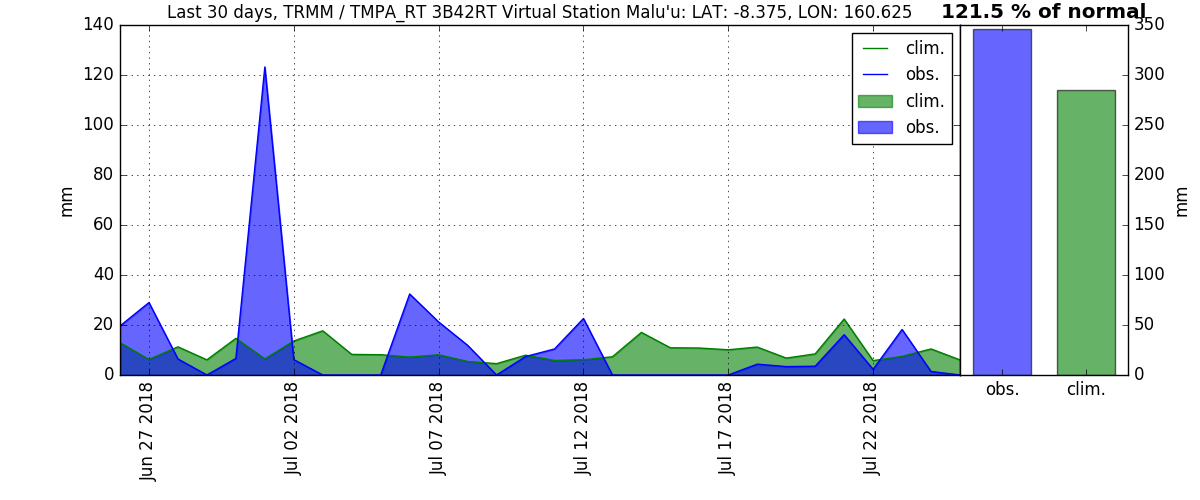 Last 30 days, TRMM / TMPA_RT 3B42RT Virtual Station Malu'u: LAT: -8.375, LON: 160.625
121.5 % of normal
140
120
100
80
60
40
20
0
mm
Jun 27 2018
Jul 02 2018
Jul 07 2018
Jul 12 2018
Jul 17 2018
Jul 22 2018
clim.
obs.
clim.
obs.
350
300
250
200
150
100
50
0
mm
obs.
clim.